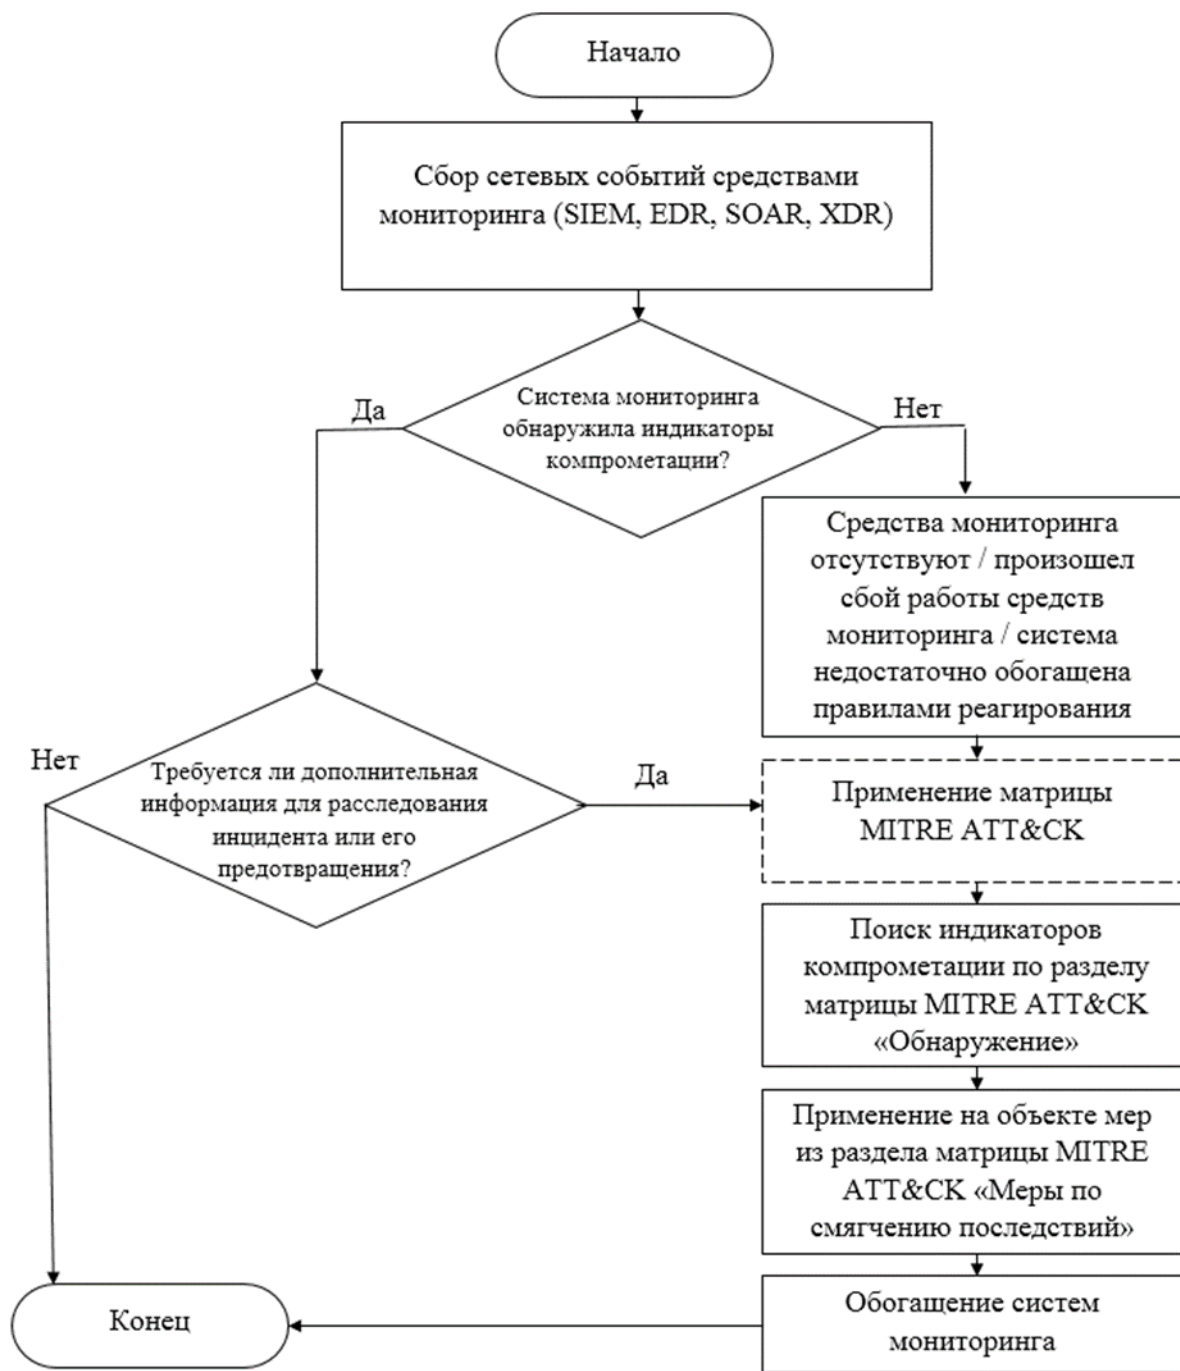 Начало
Сбор сетевых событий средствами
мониторинга (SIEM, EDR, SOAR, XDR)
Система мониторинга
обнаружила индикаторы
компрометации?
Да
Нет
Средства мониторинга
отсутствуют / произошел
сбой работы средств
мониторинга / система
недостаточно обогащена
правилами реагирования
Нет
Требуется ли дополнительная
информация для расследования
инцидента или его
предотвращения?
Да
Применение матрицы
MITRE ATT&CK
Поиск индикаторов
компрометации по разделу
матрицы MITRE ATT&CK
«Обнаружение»
Применение на объекте мер
из раздела матрицы MITRE
ATT&CK «Меры по
смягчению последствий»
Обогащение систем
мониторинга
Конец